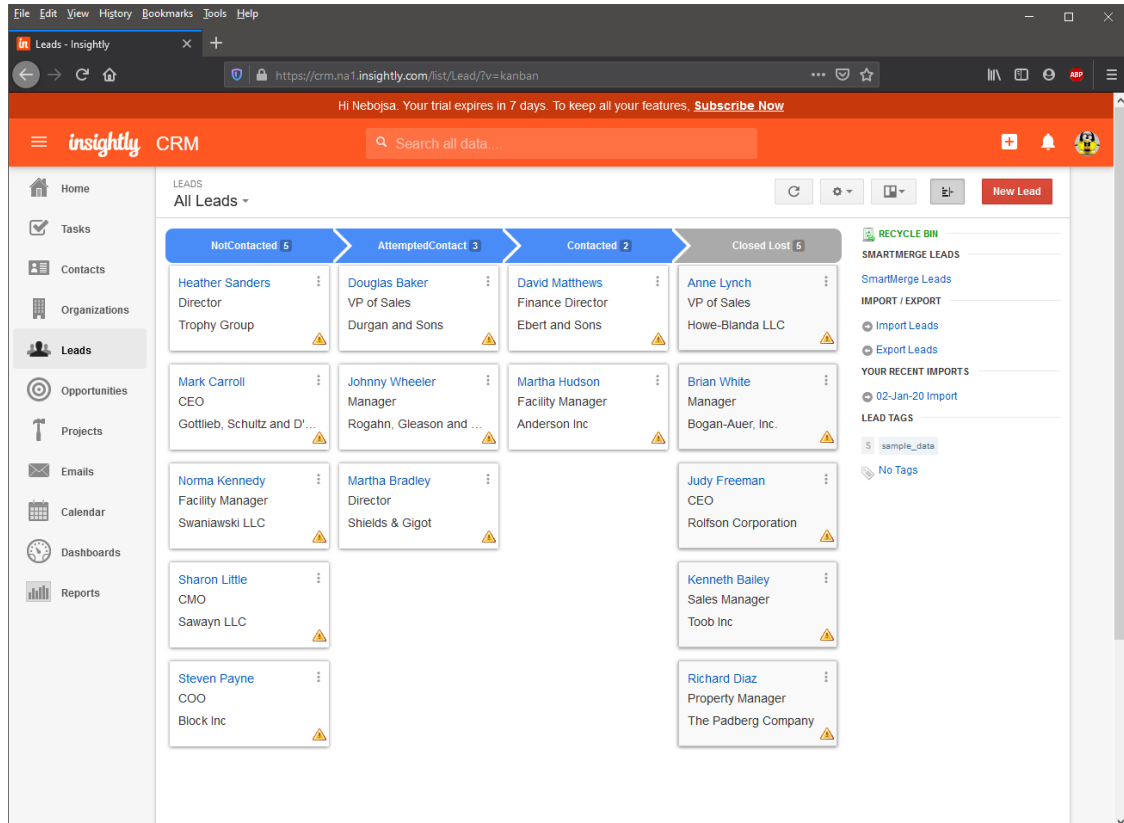 File Edit View History Bookmarks Tools Help
in Leads - Insightly
https://crm.na1.insightly.com/list/Lead/?v=kanban
ABP
Hi Nebojsa. Your trial expires in 7 days. To keep all your features, Subscribe Now
insightly CRM
Search all data....
Home
Tasks
Contacts
Organizations
Leads
Opportunities
Projects
Emails
Calendar
Dashboards
Reports
LEADS
All Leads
New Lead
NotContacted 5
Heather Sanders
Director
Trophy Group
Mark Carroll
CEO
Gottlieb, Schultz and D'...
Norma Kennedy
Facility Manager
Swaniawski LLC
Sharon Little
CMO
Sawayn LLC
Steven Payne
COO
Block Inc
AttemptedContact 3
Douglas Baker
VP of Sales
Durgan and Sons
Johnny Wheeler
Manager
Rogahn, Gleason and ...
Martha Bradley
Director
Shields & Gigot
Contacted 2
David Matthews
Finance Director
Ebert and Sons
Martha Hudson
Facility Manager
Anderson Inc
Closed Lost 5
Anne Lynch
VP of Sales
Howe-Blanda LLC
Brian White
Manager
Bogan-Auer, Inc.
Judy Freeman
CEO
Rolfson Corporation
Kenneth Bailey
Sales Manager
Toob Inc
Richard Diaz
Property Manager
The Padberg Company
RECYCLE BIN
SMARTMERGE LEADS
SmartMerge Leads
IMPORT / EXPORT
Import Leads
Export Leads
YOUR RECENT IMPORTS
02-Jan-20 Import
LEAD TAGS
S sample_data
No Tags